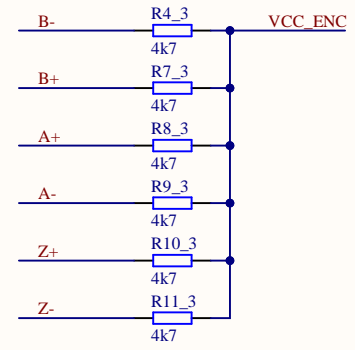 B- R4_3 VCC_ENC
4k7
B+ R7_3
4k7
A+ R8_3
4k7
A- R9_3
4k7
Z+ R10_3
4k7
Z- R11_3
4k7